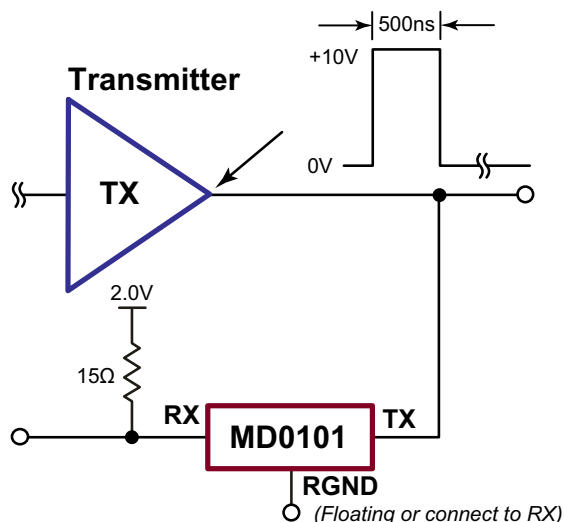 500ns
+10V
Transmitter
0V
TX
2.0V
15Ω
RX
MD0101
TX
RGND
(Floating or connect to RX)